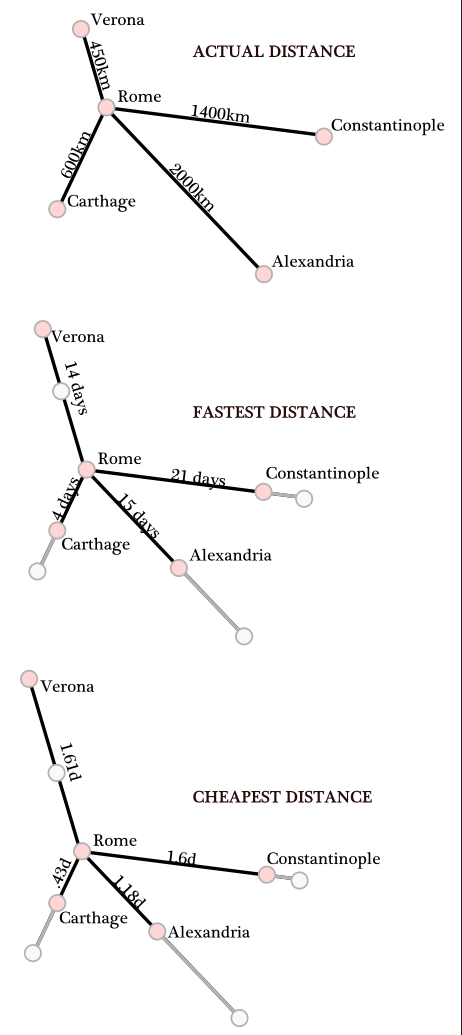 Verona
450km
ACTUAL DISTANCE
Rome
1400km
Constantinople
600km
2000km
Carthage
Alexandria
Verona
14 days
FASTEST DISTANCE
Rome
21 days
Constantinople
4 days
15 days
Carthage
Alexandria
Verona
1.61d
CHEAPEST DISTANCE
Rome
1.6d
Constantinople
.43d
1.18d
Carthage
Alexandria